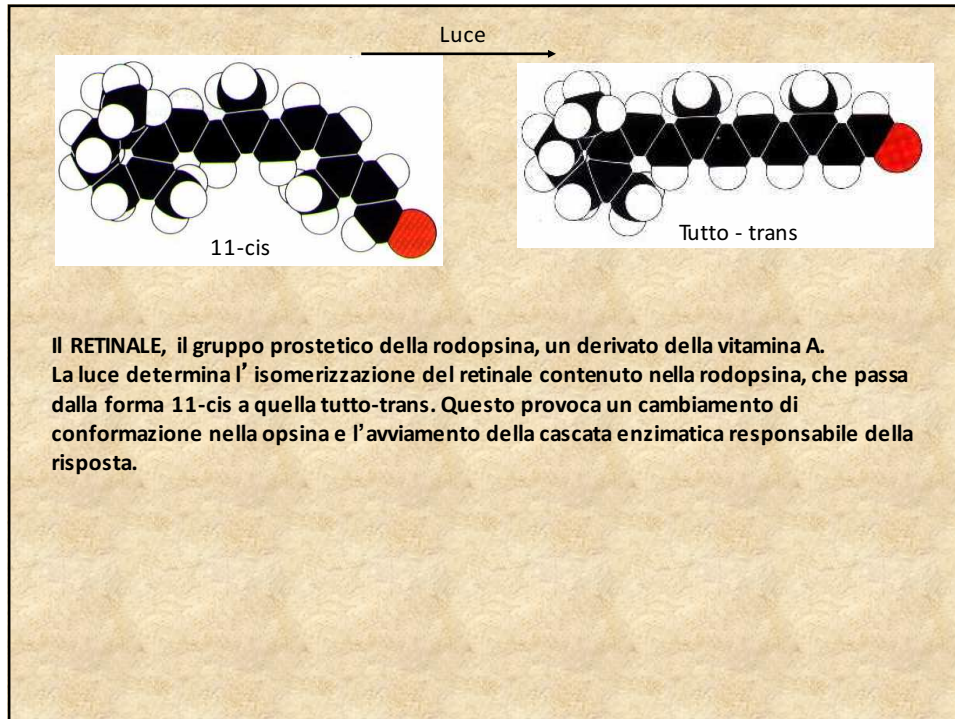 Luce
11-cis
Tutto - trans
Il RETINALE, il gruppo prostetico della rodopsina, un derivato della vitamina A.
La luce determina l’ isomerizzazione del retinale contenuto nella rodopsina, che passa
dalla forma 11-cis a quella tutto-trans. Questo provoca un cambiamento di
conformazione nella opsina e l’avviamento della cascata enzimatica responsabile della
risposta.